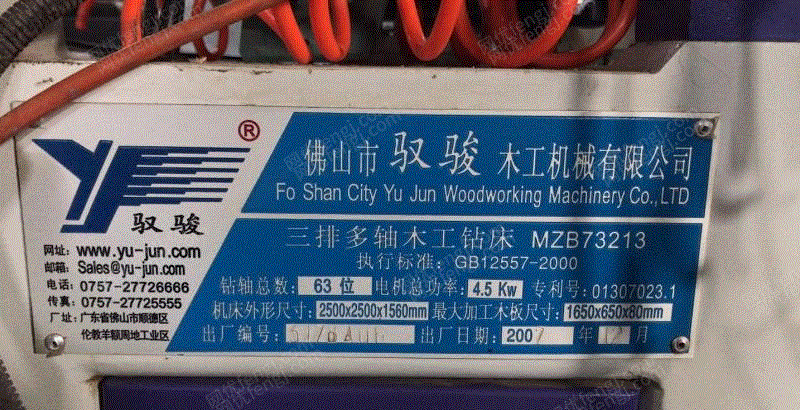 ®
佛山市 驭骏 木工机械有限公司
Fo Shan City Yu Jun Woodworking Machinery Co.,LTD
驭骏
网址: www.yu-jun.com
邮箱: Sales@yu-jun.com
电话: 0757-27726666
传真: 0757-27725555
厂址: 广东省佛山市顺德区
伦教羊额周地工业区
三排多轴木工钻床 MZB73213
执行标准: GB12557-2000
钻轴总数: 63 位 电机总功率: 4.5 Kw 专利号: 01307023.1
机床外形尺寸: 2500x2500x1560mm 最大加工木板尺寸: 1650x650x80mm
出厂编号: 出厂日期: 2007 年 12 月